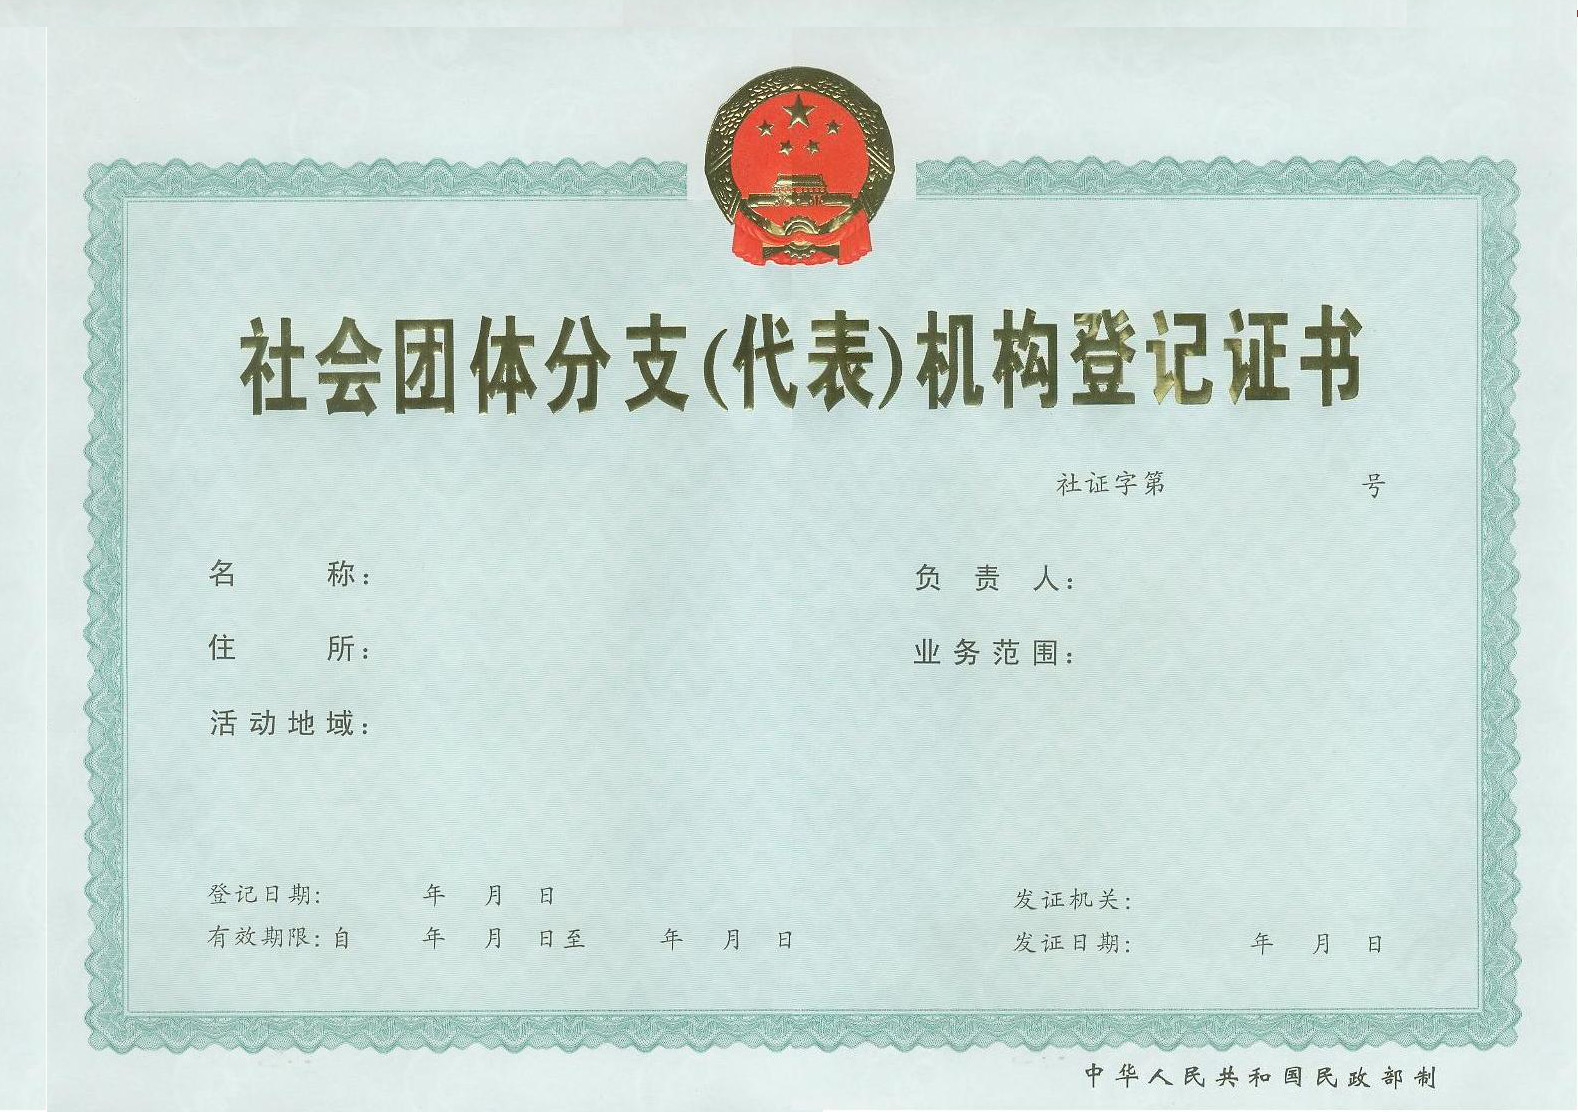 社会团体分支(代表)机构登记证书
社证字第 号
名 称： 负 责 人：
住 所： 业务范围：
活动地域：
登记日期: 年 月 日 发证机关:
有效期限: 自 年 月 日至 年 月 日 发证日期: 年 月 日
中华人民共和国民政部制